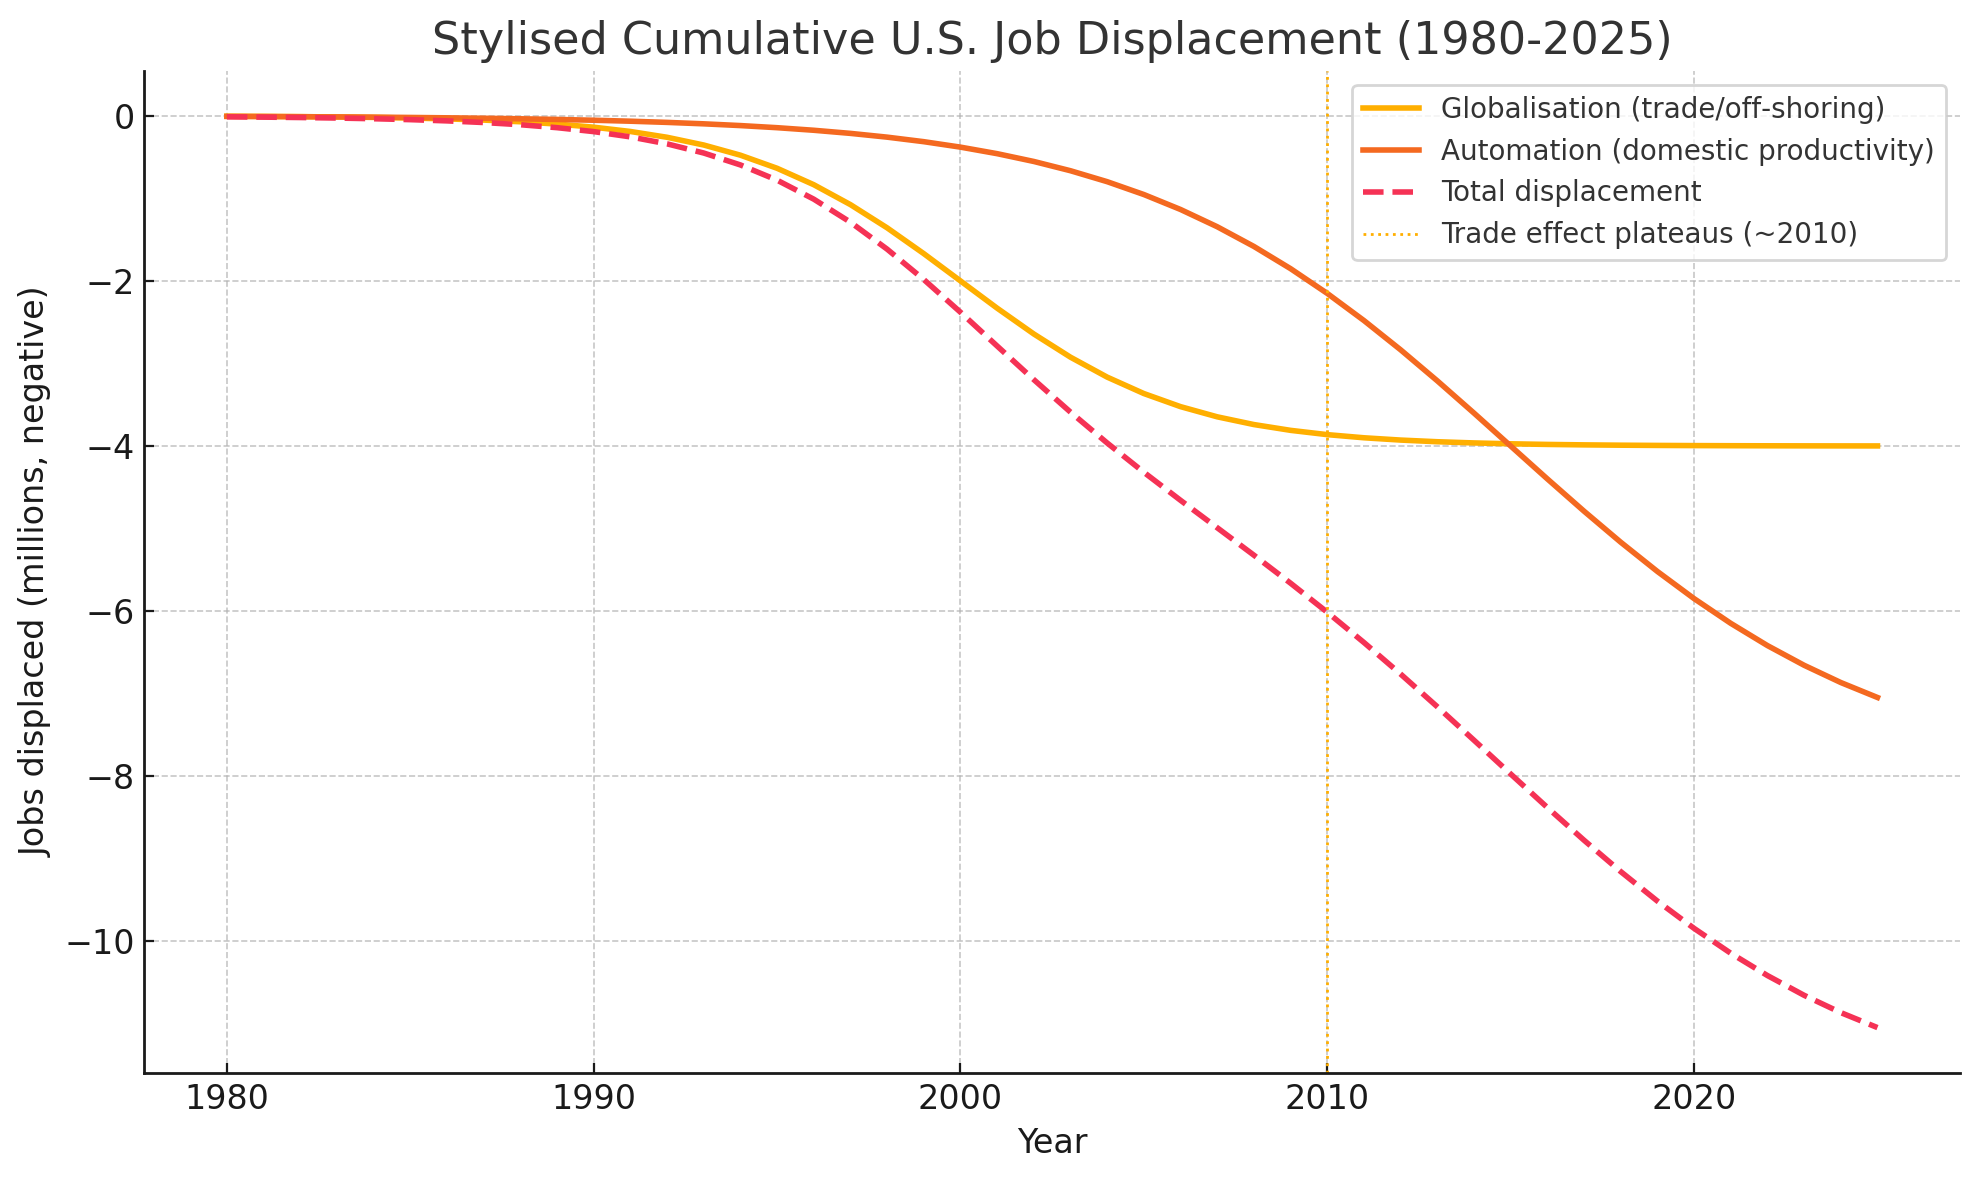 Stylised Cumulative U.S. Job Displacement (1980-2025)
Globalisation (trade/off-shoring)
Automation (domestic productivity)
Total displacement
Trade effect plateaus (~2010)
Jobs displaced (millions, negative)
0
−2
−4
−6
−8
−10
1980 1990 2000 2010 2020
Year